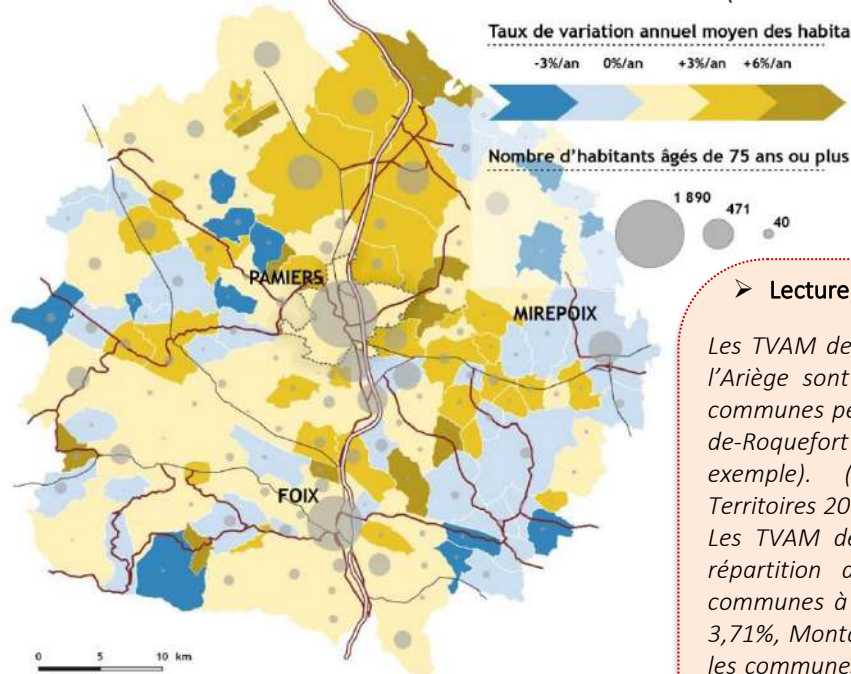 Taux de variation annuel moyen des habita
-3%/an 0%/an +3%/an +6%/an
Nombre d'habitants âgés de 75 ans ou plus
1 890
471
40
PAMIERS
MIREPOIX
FOIX
0 5 10 km
➢ Lecture
Les TVAM de
l'Ariège sont
communes pe
de-Roquefort
exemple). (
Territoires 20
Les TVAM de
répartition d
communes à
3,71%, Monta
les communes